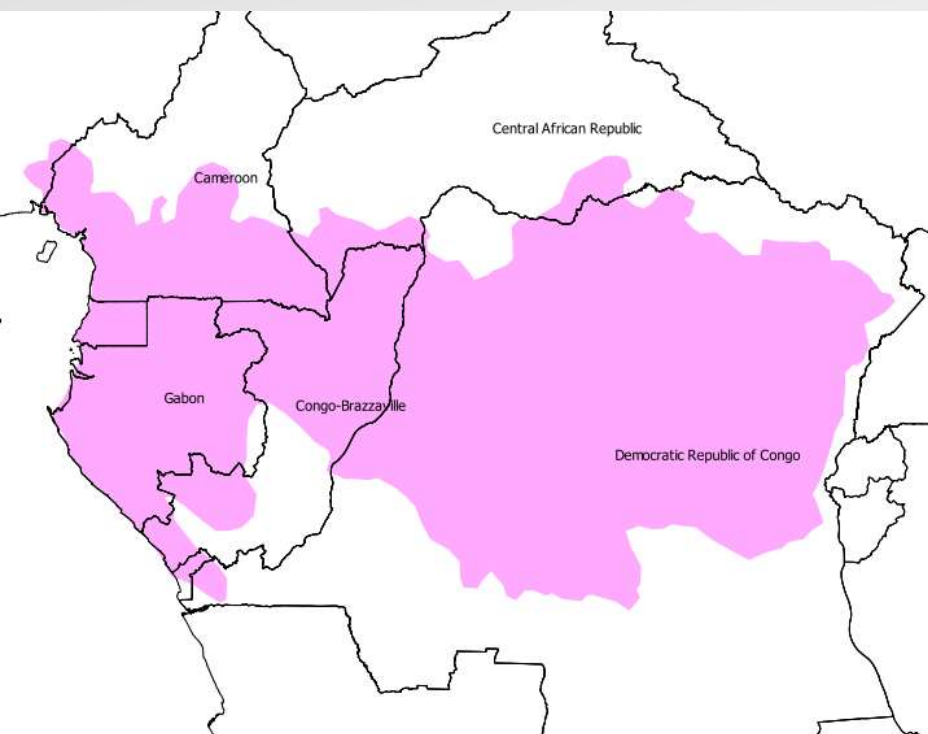 Central African Republic
Cameroon
Gabon
Congo-Brazzaville
Democratic Republic of Congo